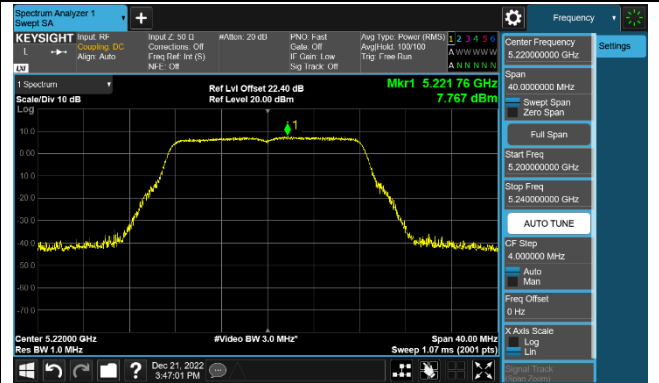 Spectrum Analyzer 1
Swept SA
Frequency
KEYSIGHT
L
LXI
Input: RF
Coupling: DC
Align: Auto
Input Z: 50 Ω
Corrections: Off
Freq Ref: Int (S)
NFE: Off
#Atten: 20 dB
PNO: Fast
Gate: Off
IF Gain: Low
Sig Track: Off
Avg Type: Power (RMS)
Avg|Hold: 100/100
Trig: Free Run
1 2 3 4 5 6
A W W W W W
A N N N N N
1 Spectrum
Scale/Div 10 dB
Log
Ref Lvl Offset 22.40 dB
Ref Level 20.00 dBm
Mkr1 5.221 76 GHz
7.767 dBm
1
10.0
0.00
-10.0
-20.0
-30.0
-40.0
-50.0
-60.0
-70.0
Center 5.22000 GHz
Res BW 1.0 MHz
#Video BW 3.0 MHz*
Span 40.00 MHz
Sweep 1.07 ms (2001 pts)
Dec 21, 2022
3:47:01 PM
Center Frequency
5.220000000 GHz
Span
40.0000000 MHz
Swept Span
Zero Span
Full Span
Start Freq
5.200000000 GHz
Stop Freq
5.240000000 GHz
AUTO TUNE
CF Step
4.000000 MHz
Auto
Man
Freq Offset
0 Hz
X Axis Scale
Log
Lin
Signal Track
(Span Zoom)
Settings